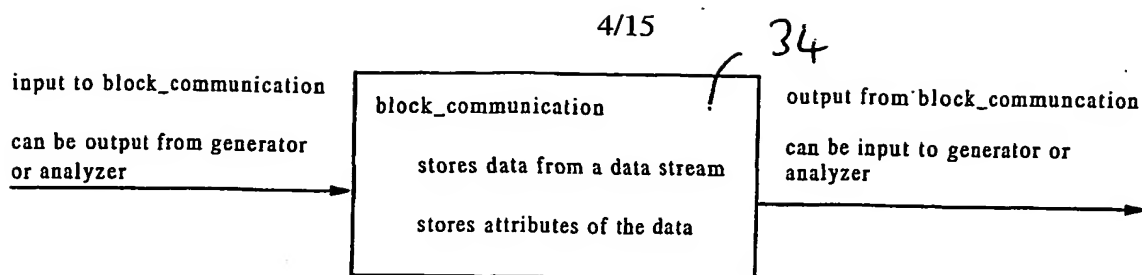 4/15
34
input to block_communication
can be output from generator
or analyzer
block_communication
stores data from a data stream
stores attributes of the data
output from block_communcation
can be input to generator or
analyzer